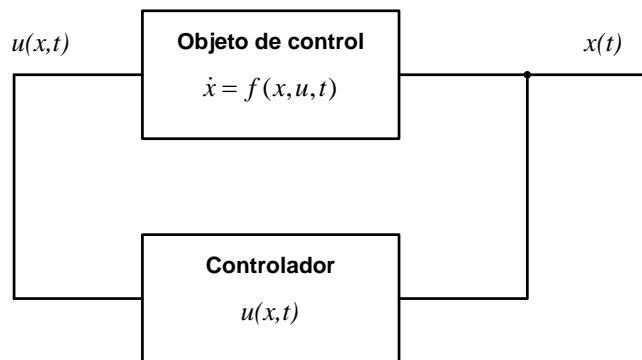 u(x,t)
Objeto de control
x(t)
ẋ = f(x,u,t)
Controlador
u(x,t)